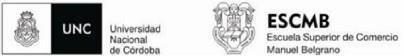 UNC
Universidad
Nacional
de Córdoba
ESCMB
Escuela Superior de Comercio
Manuel Belgrano